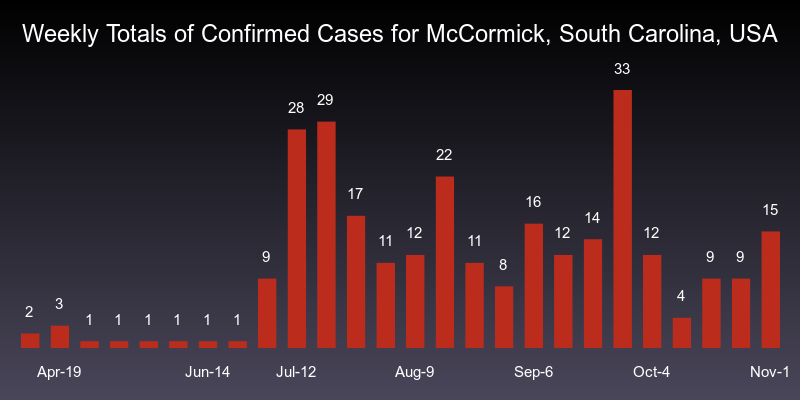 Weekly Totals of Confirmed Cases for McCormick, South Carolina, USA
2 3 1 1 1 1 1 1 9 28 29 17 11 12 22 11 8 16 12 14 33 12 4 9 9 15
Apr-19 Jun-14 Jul-12 Aug-9 Sep-6 Oct-4 Nov-1